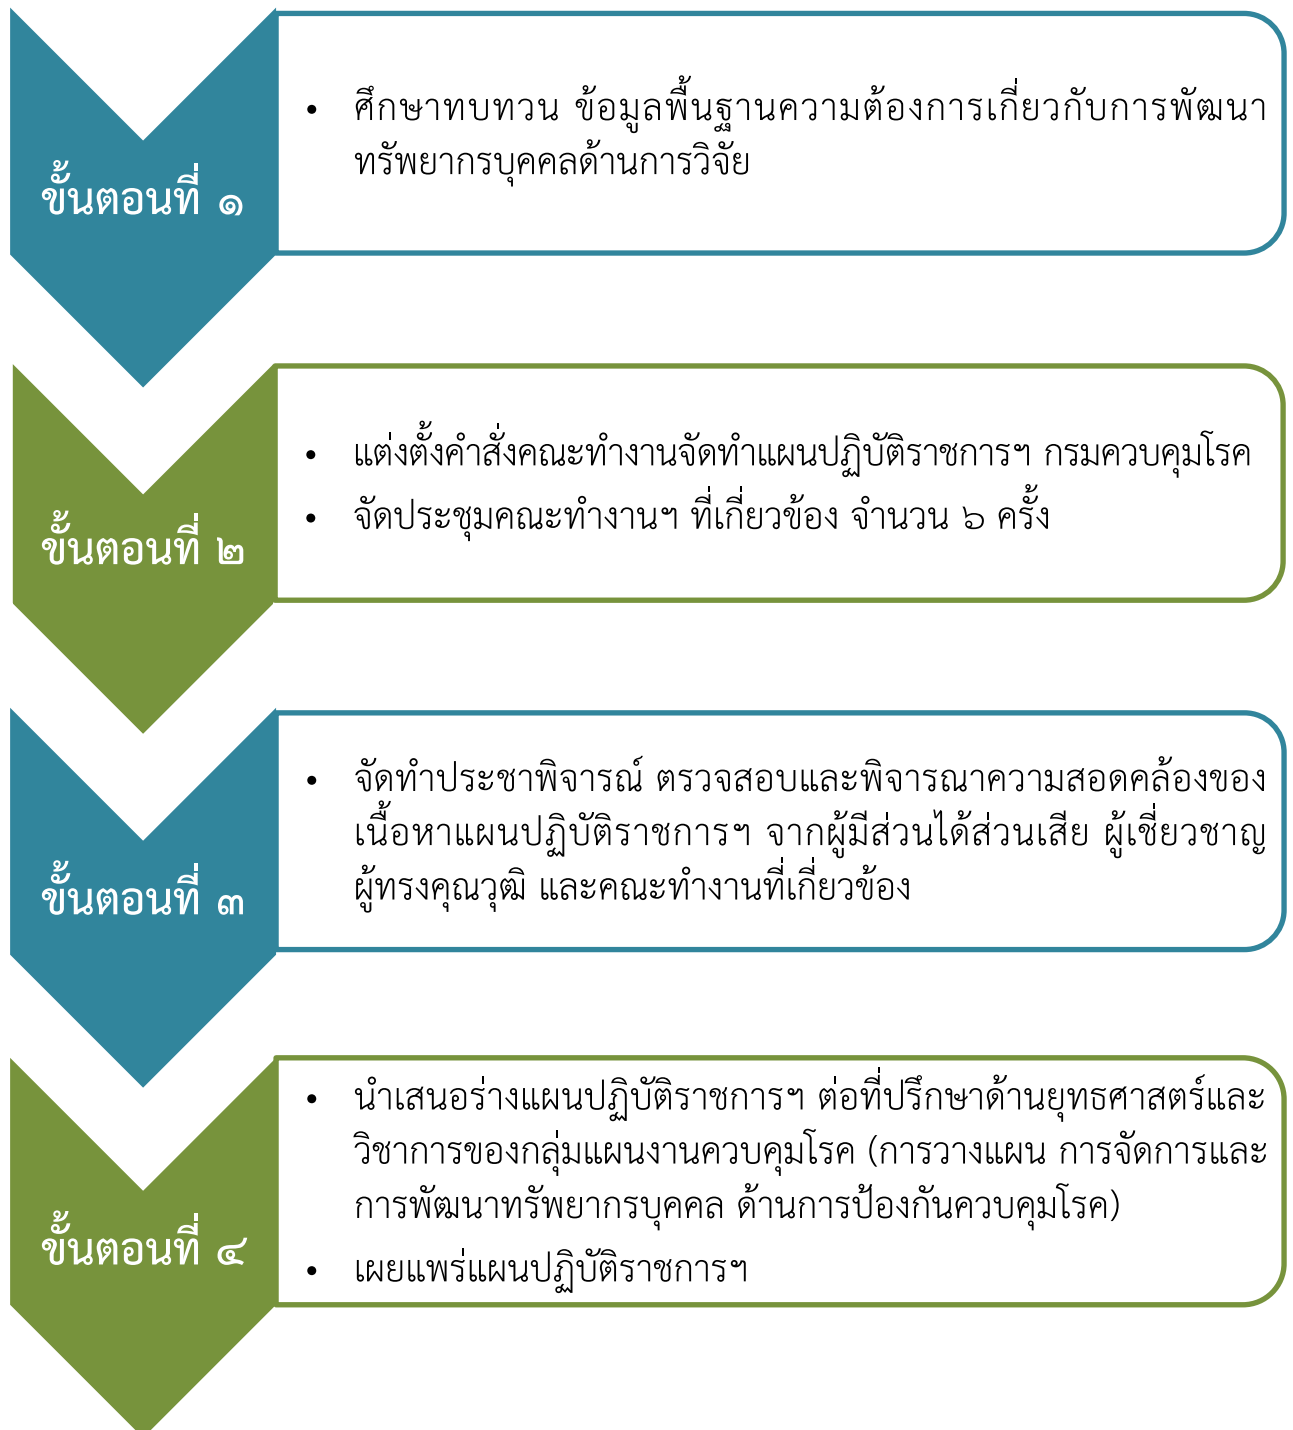 ขั้นตอนที่ ๑
• ศึกษาทบทวน ข้อมูลพื้นฐานความต้องการเกี่ยวกับการพัฒนา
ทรัพยากรบุคคลด้านการวิจัย
ขั้นตอนที่ ๒
• แต่งตั้งคำสั่งคณะทำงานจัดทำแผนปฏิบัติราชการฯ กรมควบคุมโรค
• จัดประชุมคณะทำงานฯ ที่เกี่ยวข้อง จำนวน ๖ ครั้ง
ขั้นตอนที่ ๓
• จัดทำประชาพิจารณ์ ตรวจสอบและพิจารณาความสอดคล้องของ
เนื้อหาแผนปฏิบัติราชการฯ จากผู้มีส่วนได้ส่วนเสีย ผู้เชี่ยวชาญ
ผู้ทรงคุณวุฒิ และคณะทำงานที่เกี่ยวข้อง
ขั้นตอนที่ ๔
• นำเสนอร่างแผนปฏิบัติราชการฯ ต่อที่ปรึกษาด้านยุทธศาสตร์และ
วิชาการของกลุ่มแผนงานควบคุมโรค (การวางแผน การจัดการและ
การพัฒนาทรัพยากรบุคคล ด้านการป้องกันควบคุมโรค)
• เผยแพร่แผนปฏิบัติราชการฯ